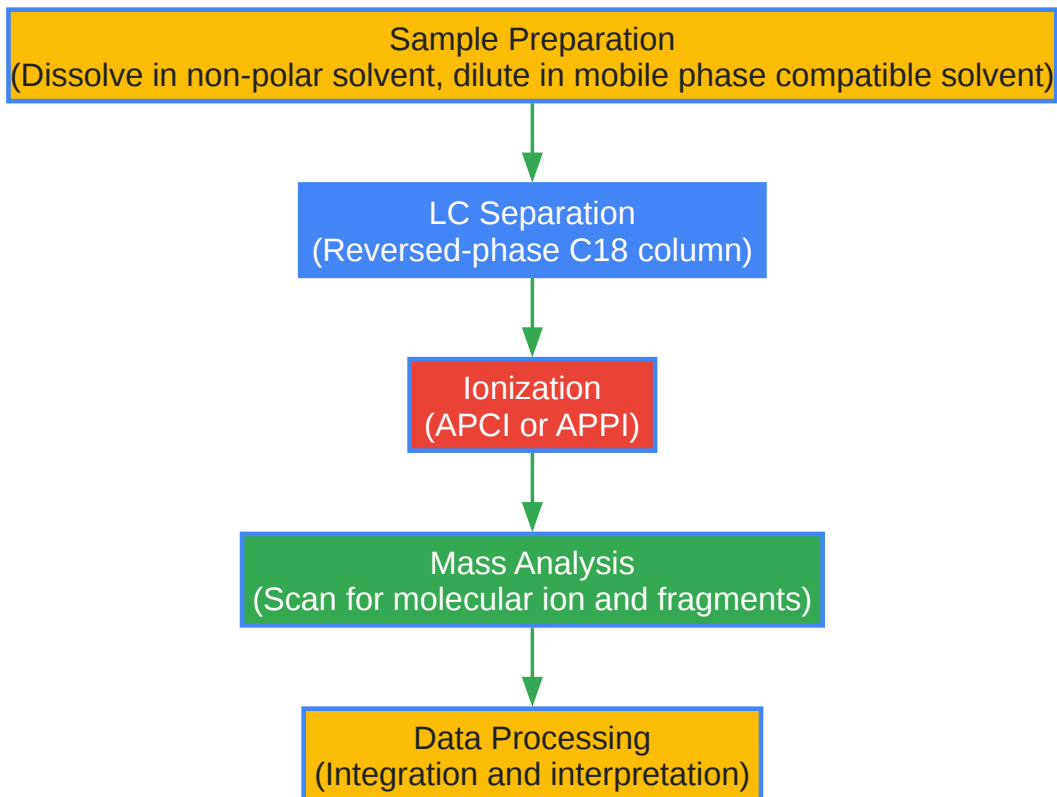 Sample Preparation
(Dissolve in non-polar solvent, dilute in mobile phase compatible solvent)
LC Separation
(Reversed-phase C18 column)
Ionization
(APCI or APPI)
Mass Analysis
(Scan for molecular ion and fragments)
Data Processing
(Integration and interpretation)